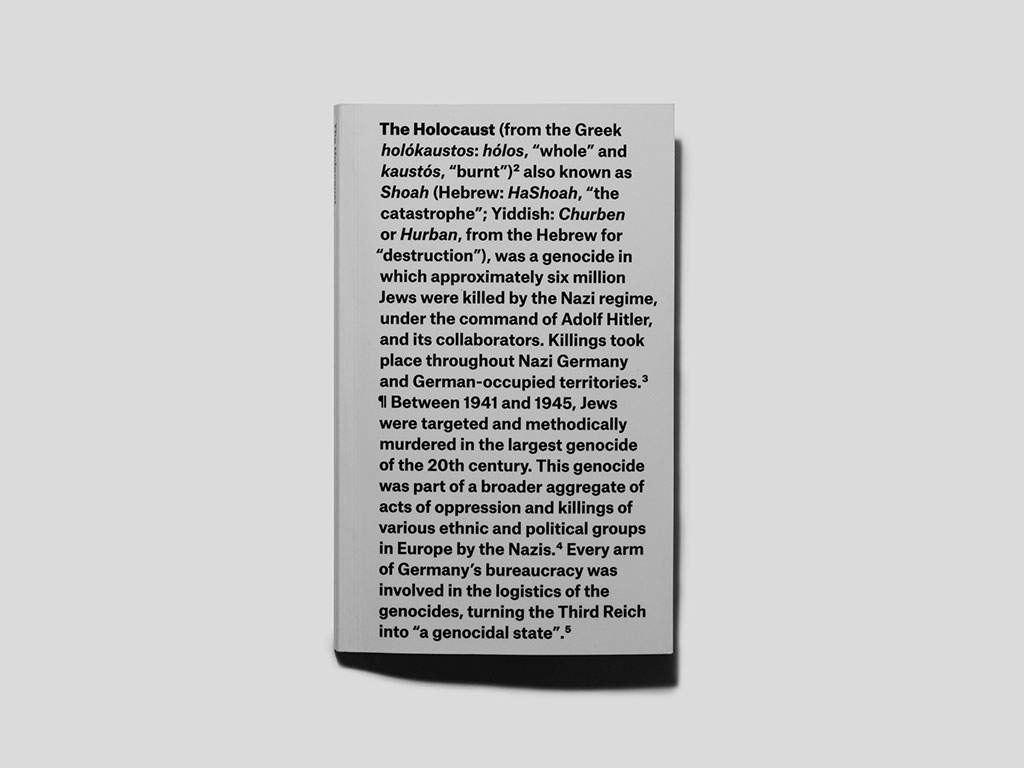 The Holocaust (from the Greek
holókaustos: hólos, “whole” and
kaustós, “burnt”)² also known as
Shoah (Hebrew: HaShoah, “the
catastrophe”; Yiddish: Churben
or Hurban, from the Hebrew for
“destruction”), was a genocide in
which approximately six million
Jews were killed by the Nazi regime,
under the command of Adolf Hitler,
and its collaborators. Killings took
place throughout Nazi Germany
and German-occupied territories.³
¶ Between 1941 and 1945, Jews
were targeted and methodically
murdered in the largest genocide
of the 20th century. This genocide
was part of a broader aggregate of
acts of oppression and killings of
various ethnic and political groups
in Europe by the Nazis.⁴ Every arm
of Germany’s bureaucracy was
involved in the logistics of the
genocides, turning the Third Reich
into “a genocidal state”.⁵